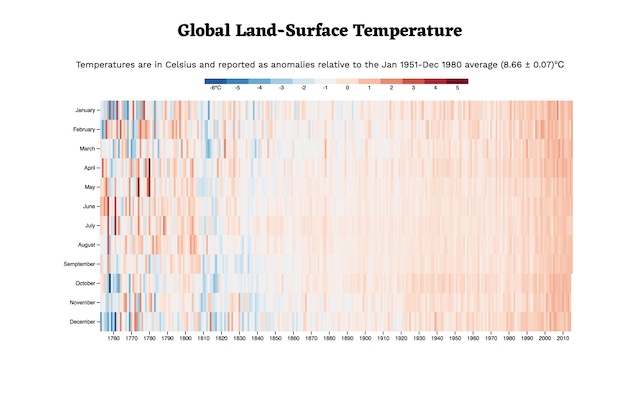 Global Land-Surface Temperature
Temperatures are in Celsius and reported as anomalies relative to the Jan 1951-Dec 1980 average (8.66 ± 0.07)°C
-6°C -5 -4 -3 -2 -1 0 1 2 3 4 5
January
February
March
April
May
June
July
August
Semptember
October
November
December
1760 1770 1780 1790 1800 1810 1820 1830 1840 1850 1860 1870 1880 1890 1900 1910 1920 1930 1940 1950 1960 1970 1980 1990 2000 2010